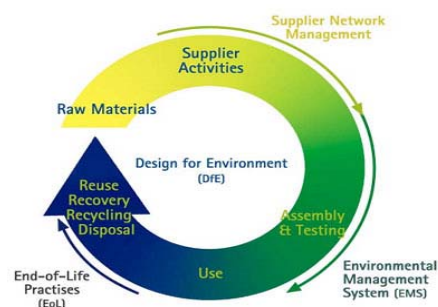 Supplier Network
Management
Supplier
Activities
Raw Materials
Design for Environment
(DfE)
Reuse
Recovery
Recycling
Disposal
Assembly
& Testing
Use
End-of-Life
Practises
(EoL)
Environmental
Management
System (EMS)